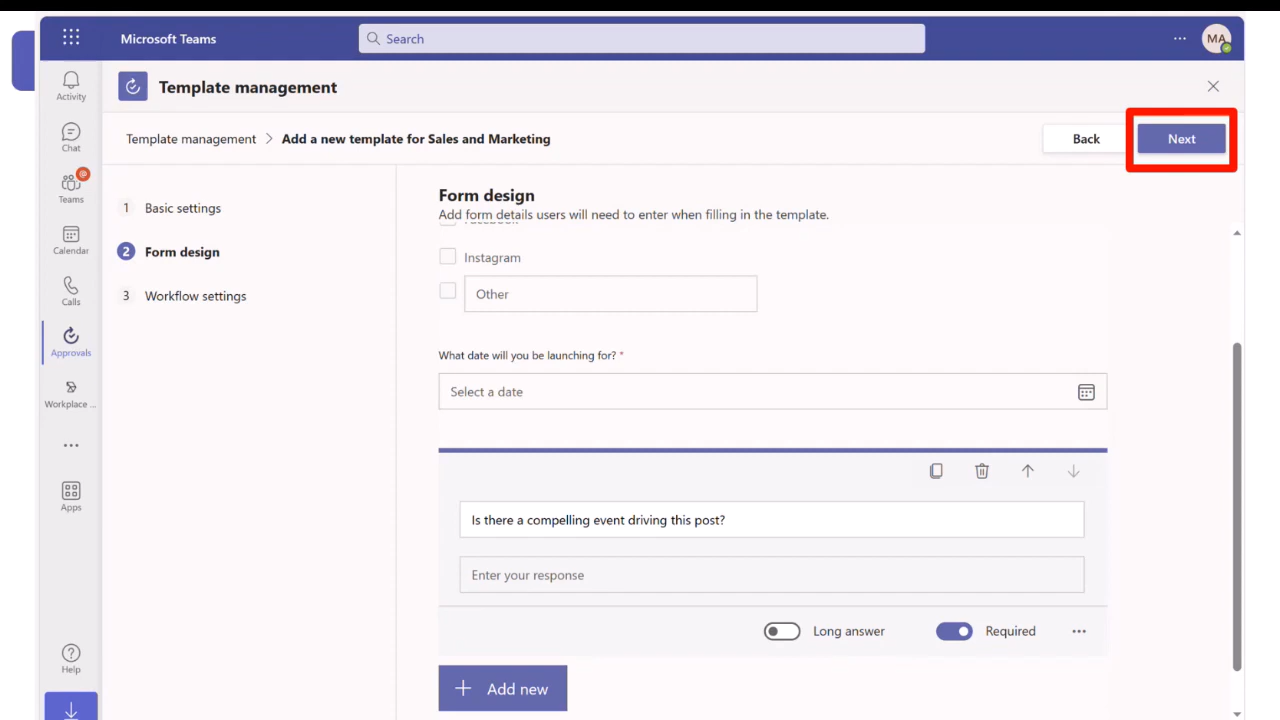 Microsoft Teams
Search
MA
Activity
Chat
Teams
Calendar
Calls
Approvals
Workplace ...
Apps
Help
Template management
Template management > Add a new template for Sales and Marketing
Back
Next
1 Basic settings
2 Form design
3 Workflow settings
Form design
Add form details users will need to enter when filling in the template.
Facebook
Instagram
Other
What date will you be launching for? *
Select a date
Is there a compelling event driving this post?
Enter your response
Long answer
Required
Add new